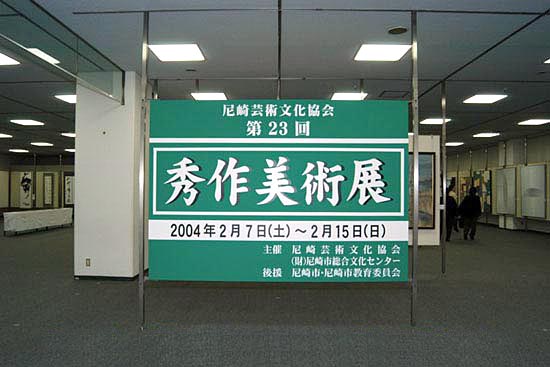 尼崎芸術文化協会
第23回
秀作美術展
2004年2月7日(土)～2月15日(日)
主催 尼崎芸術文化協会
(財)尼崎市総合文化センター
後援 尼崎市・尼崎市教育委員会